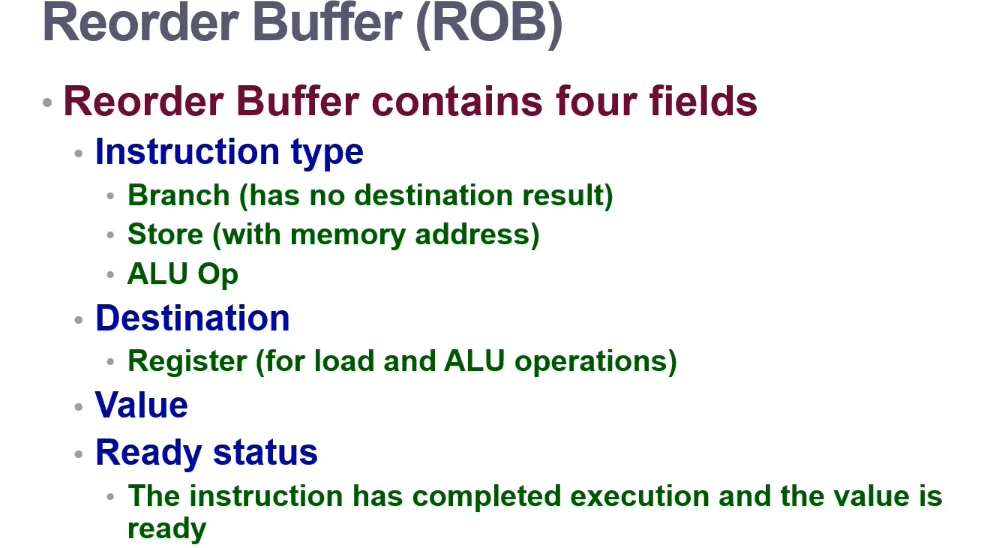 Reorder Buffer (ROB)
• Reorder Buffer contains four fields
• Instruction type
• Branch (has no destination result)
• Store (with memory address)
• ALU Op
• Destination
• Register (for load and ALU operations)
• Value
• Ready status
• The instruction has completed execution and the value is
ready